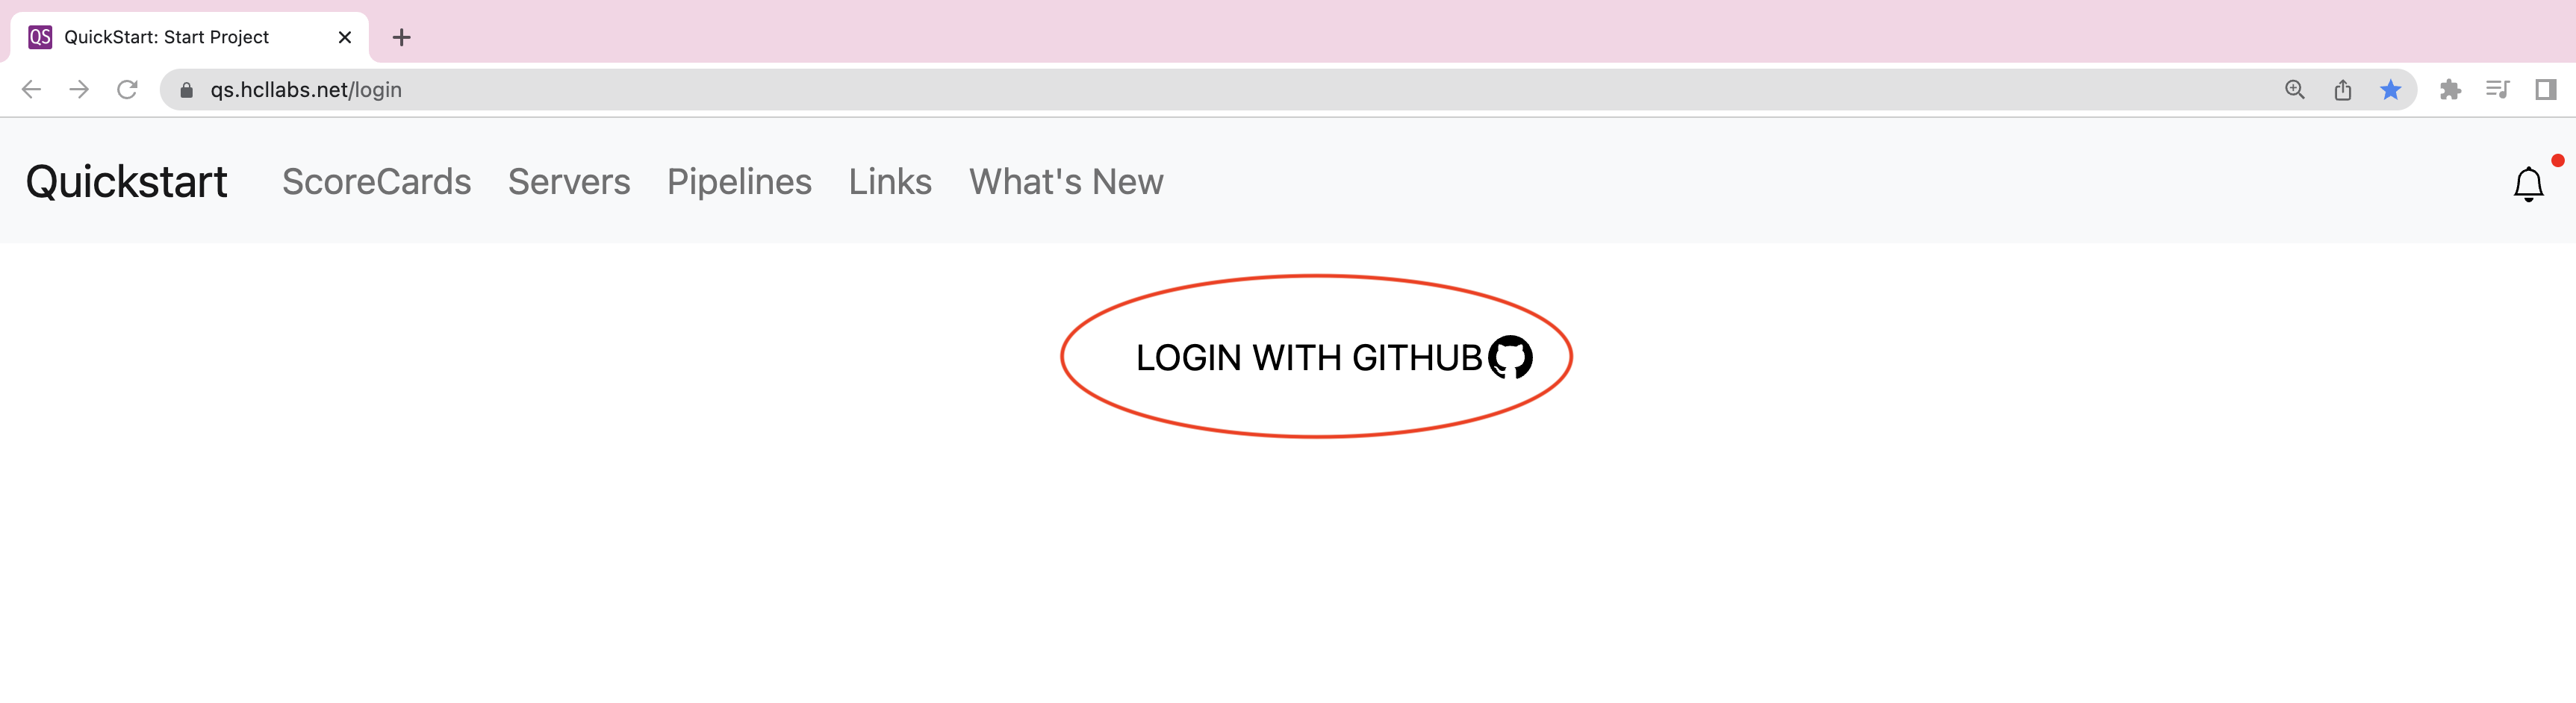 QS QuickStart: Start Project
qs.hcllabs.net/login
Quickstart ScoreCards Servers Pipelines Links What's New
LOGIN WITH GITHUB